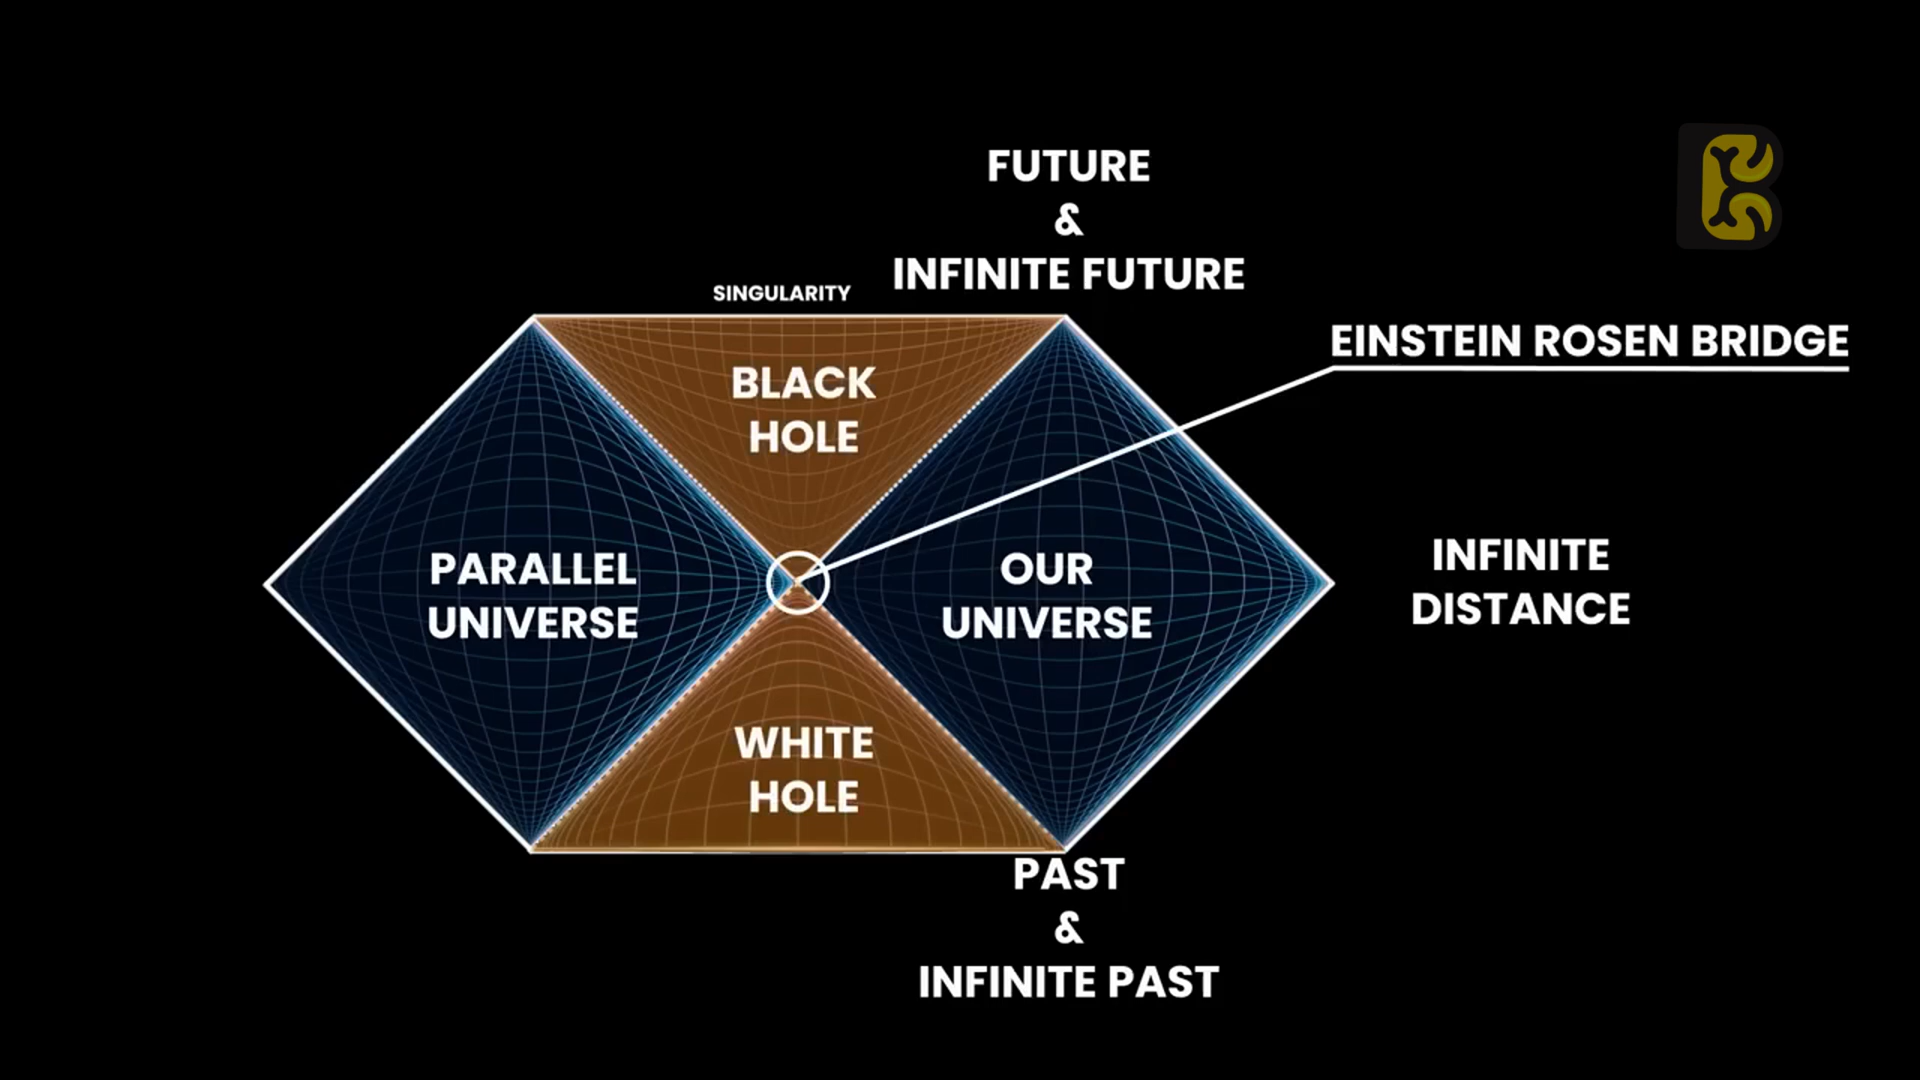 FUTURE
&
INFINITE FUTURE
SINGULARITY
EINSTEIN ROSEN BRIDGE
BLACK
HOLE
PARALLEL
UNIVERSE
OUR
UNIVERSE
INFINITE
DISTANCE
WHITE
HOLE
PAST
&
INFINITE PAST